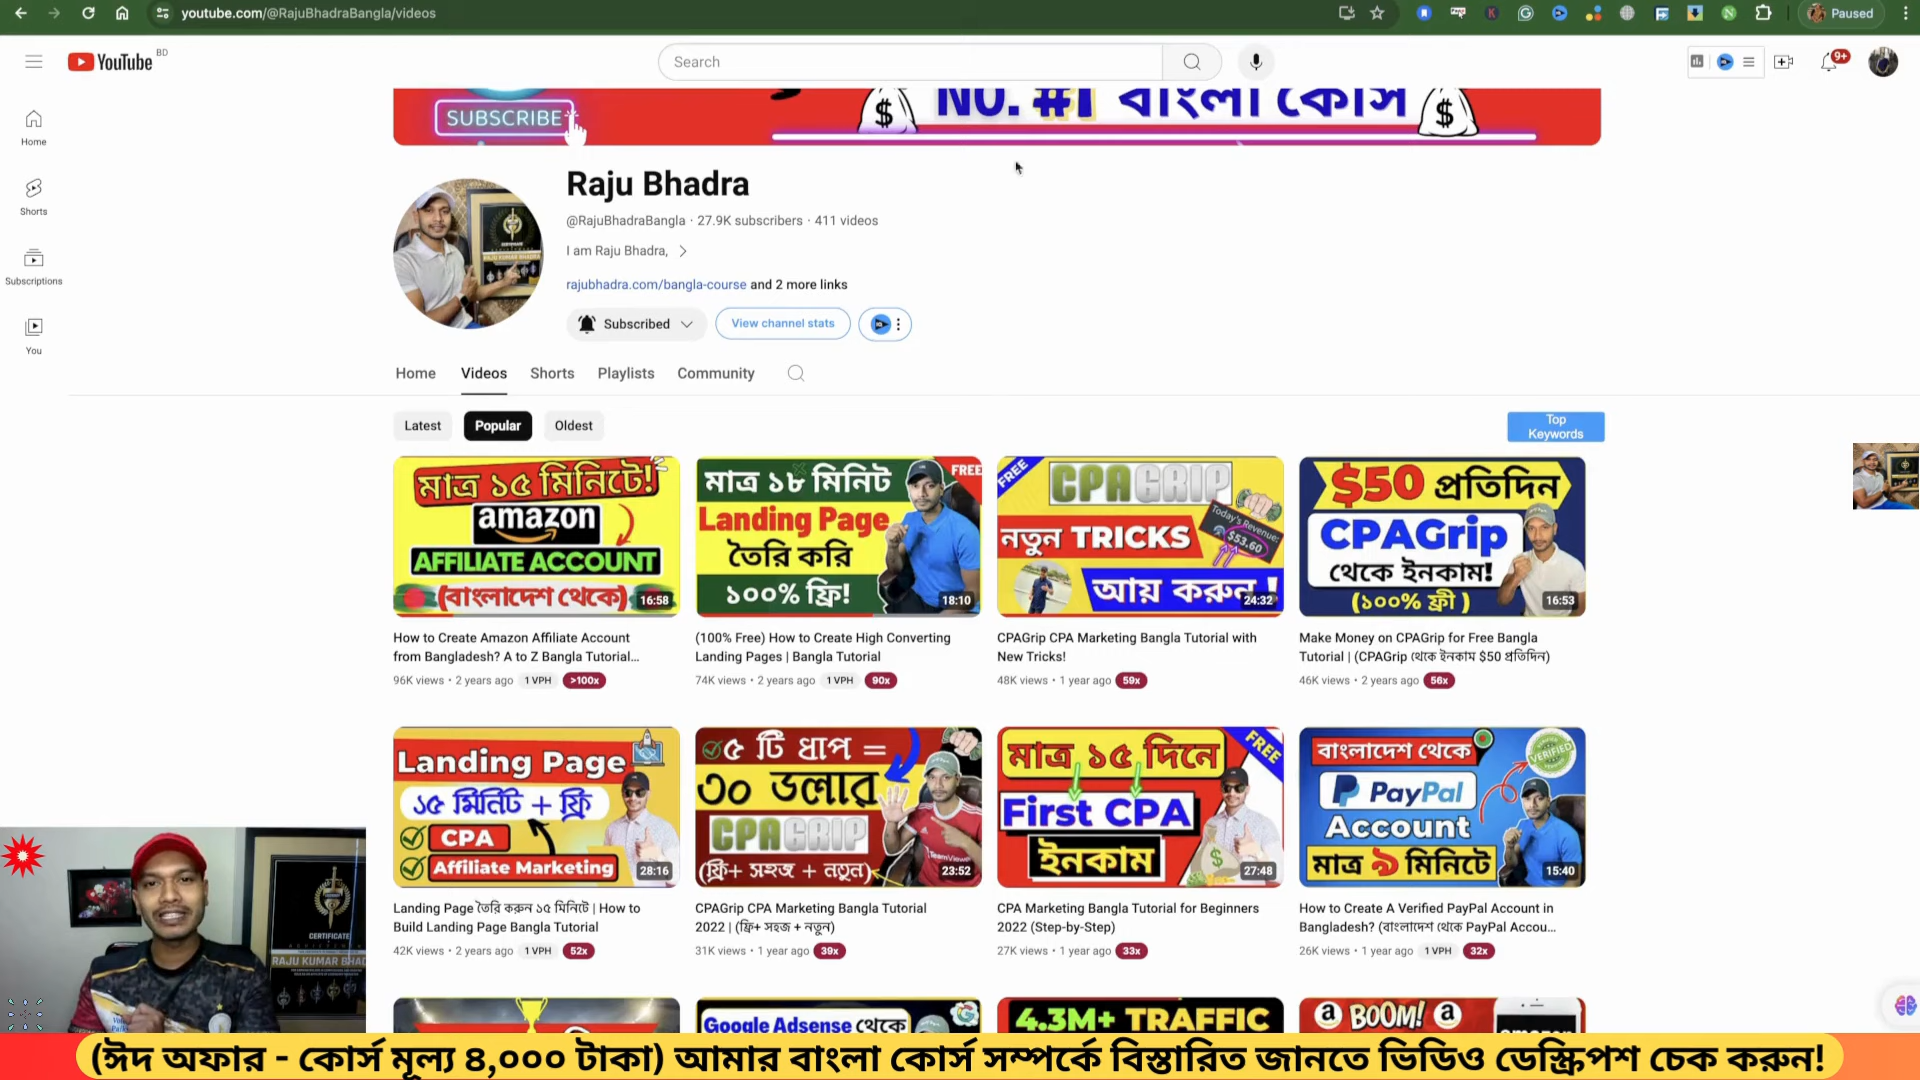 youtube.com/@RajuBhadraBangla/videos
Paused
YouTube BD
Search
9+
Home
Shorts
Subscriptions
You
SUBSCRIBE
NO. #1 বাংলা কোর্স
Raju Bhadra
@RajuBhadraBangla · 27.9K subscribers · 411 videos
I am Raju Bhadra,
rajubhadra.com/bangla-course and 2 more links
Subscribed
View channel stats
Home Videos Shorts Playlists Community
Latest Popular Oldest
Top
Keywords
মাত্র ১৫ মিনিটে!
amazon
AFFILIATE ACCOUNT
(বাংলাদেশ থেকে)
16:58
How to Create Amazon Affiliate Account
from Bangladesh? A to Z Bangla Tutorial...
96K views • 2 years ago 1 VPH >100x
মাত্র ১৮ মিনিট
FREE
Landing Page
তৈরি করি
১০০% ফ্রি!
18:10
(100% Free) How to Create High Converting
Landing Pages | Bangla Tutorial
74K views • 2 years ago 1 VPH 90x
FREE
CPAGRIP
নতুন TRICKS
Today's Revenue:
$53.60
আয় করুন !
24:32
CPAGrip CPA Marketing Bangla Tutorial with
New Tricks!
48K views • 1 year ago 59x
$50 প্রতিদিন
CPAGrip
থেকে ইনকাম!
(১০০% ফ্রী )
16:53
Make Money on CPAGrip for Free Bangla
Tutorial | (CPAGrip থেকে ইনকাম $50 প্রতিদিন)
46K views • 2 years ago 56x
Landing Page
১৫ মিনিট + ফ্রি
CPA
Affiliate Marketing
28:16
Landing Page তৈরি করুন ১৫ মিনিটে | How to
Build Landing Page Bangla Tutorial
42K views • 2 years ago 1 VPH 52x
৫ টি ধাপ =
৩০ ডলার
CPAGRIP
(ফ্রি+ সহজ + নতুন)
TeamViewer
23:52
CPAGrip CPA Marketing Bangla Tutorial
2022 | (ফ্রি+ সহজ + নতুন)
31K views • 1 year ago 39x
মাত্র ১৫ দিনে
FREE
First CPA
ইনকাম
27:48
CPA Marketing Bangla Tutorial for Beginners
2022 (Step-by-Step)
27K views • 1 year ago 33x
বাংলাদেশ থেকে
VERIFIED
PayPal
Account
মাত্র ৯ মিনিটে
15:40
How to Create A Verified PayPal Account in
Bangladesh? (বাংলাদেশ থেকে PayPal Accou...
26K views • 1 year ago 1 VPH 32x
Google Adsense থেকে
4.3M+ TRAFFIC
a BOOM! a
CERTIFICATE
RAJU KUMAR BHAD
(ঈদ অফার - কোর্স মূল্য ৪,০০০ টাকা) আমার বাংলা কোর্স সম্পর্কে বিস্তারিত জানতে ভিডিও ডেস্ক্রিপশ চেক করুন!